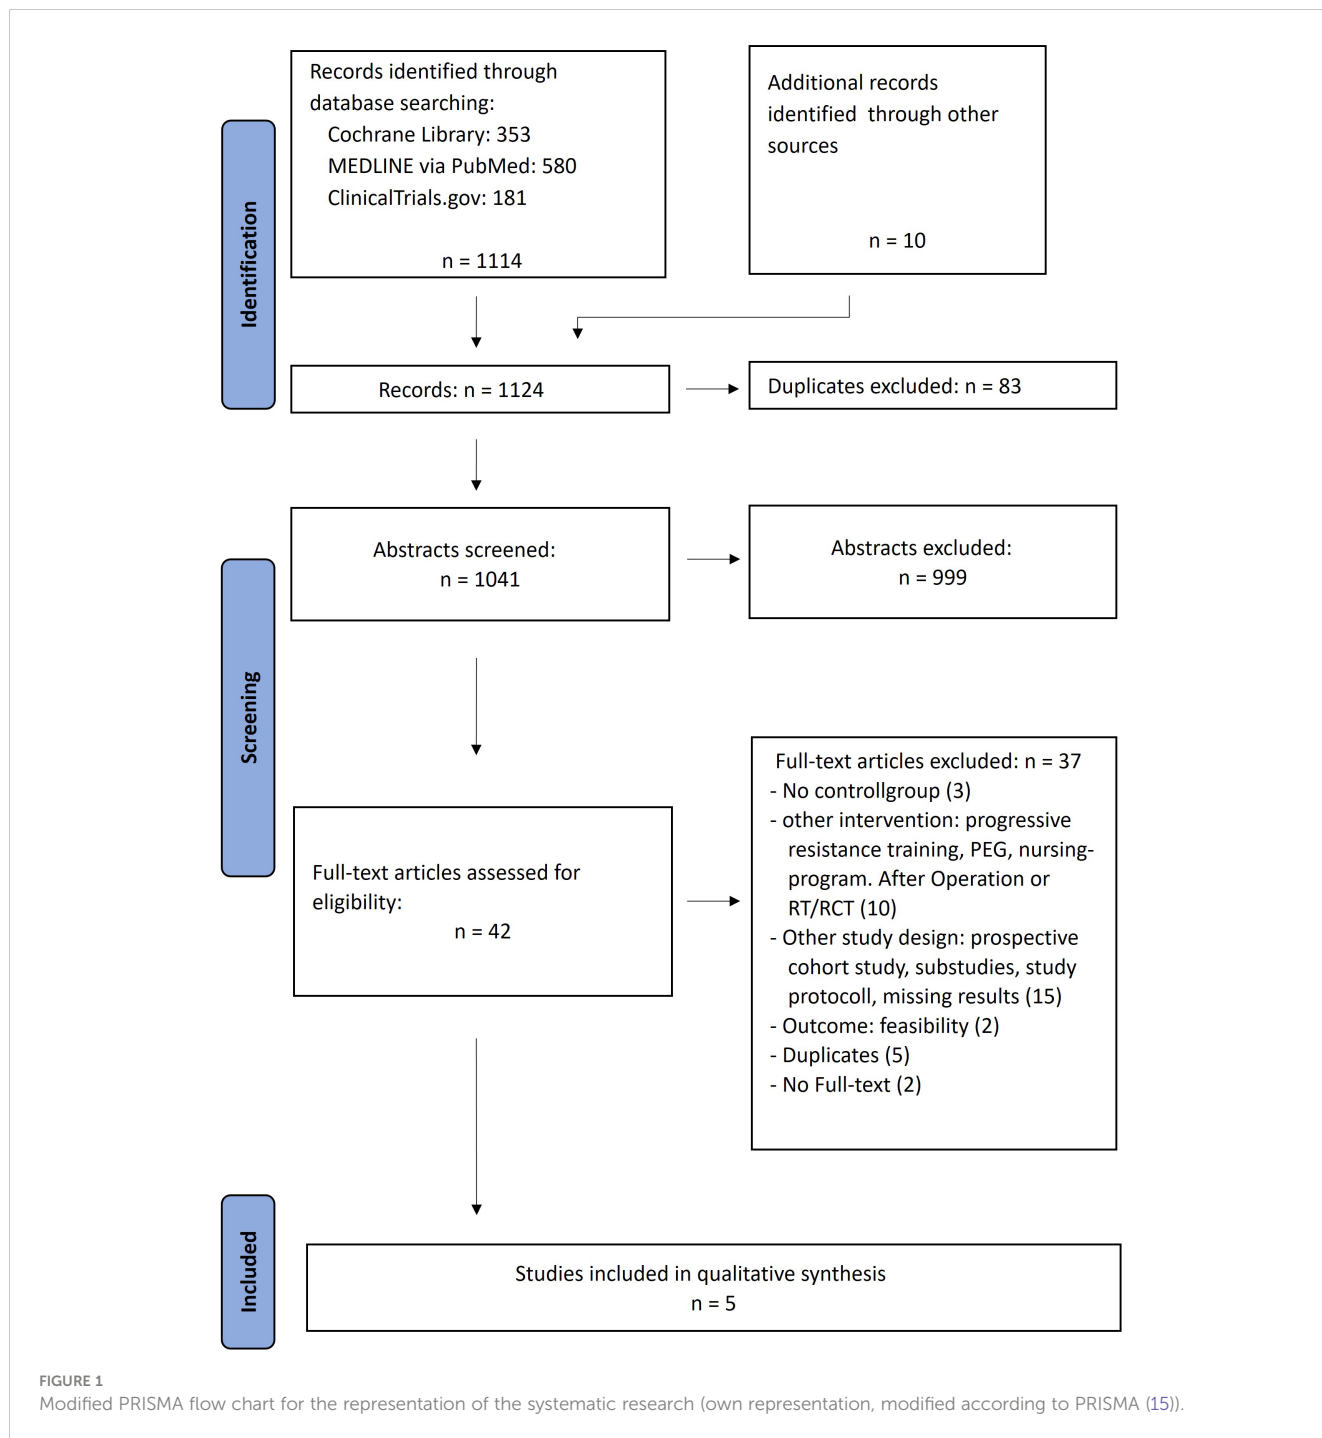 Identification
Records identified through
database searching:
Cochrane Library: 353
MEDLINE via PubMed: 580
ClinicalTrials.gov: 181
n = 1114
Additional records
identified through other
sources
n = 10
Records: n = 1124
Duplicates excluded: n = 83
Screening
Abstracts screened:
n = 1041
Abstracts excluded:
n = 999
Full-text articles assessed for
eligibility:
n = 42
Full-text articles excluded: n = 37
- No controllgroup (3)
- other intervention: progressive
resistance training, PEG, nursing-
program. After Operation or
RT/RCT (10)
- Other study design: prospective
cohort study, substudies, study
protocoll, missing results (15)
- Outcome: feasibility (2)
- Duplicates (5)
- No Full-text (2)
Included
Studies included in qualitative synthesis
n = 5
FIGURE 1
Modified PRISMA flow chart for the representation of the systematic research (own representation, modified according to PRISMA (15)).